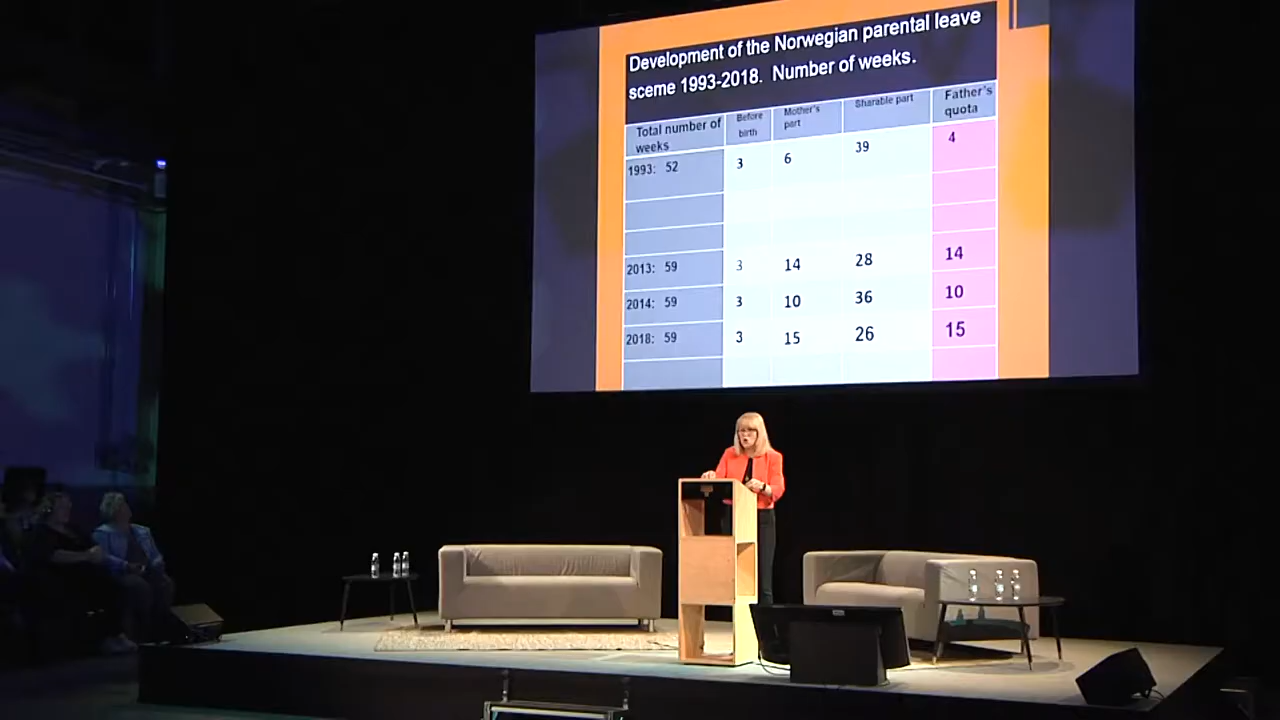 Development of the Norwegian parental leave
sceme 1993-2018. Number of weeks.
Total number of weeks
Before birth
Mother's part
Sharable part
Father's quota
1993: 52 3 6 39 4
2013: 59 3 14 28 14
2014: 59 3 10 36 10
2018: 59 3 15 26 15